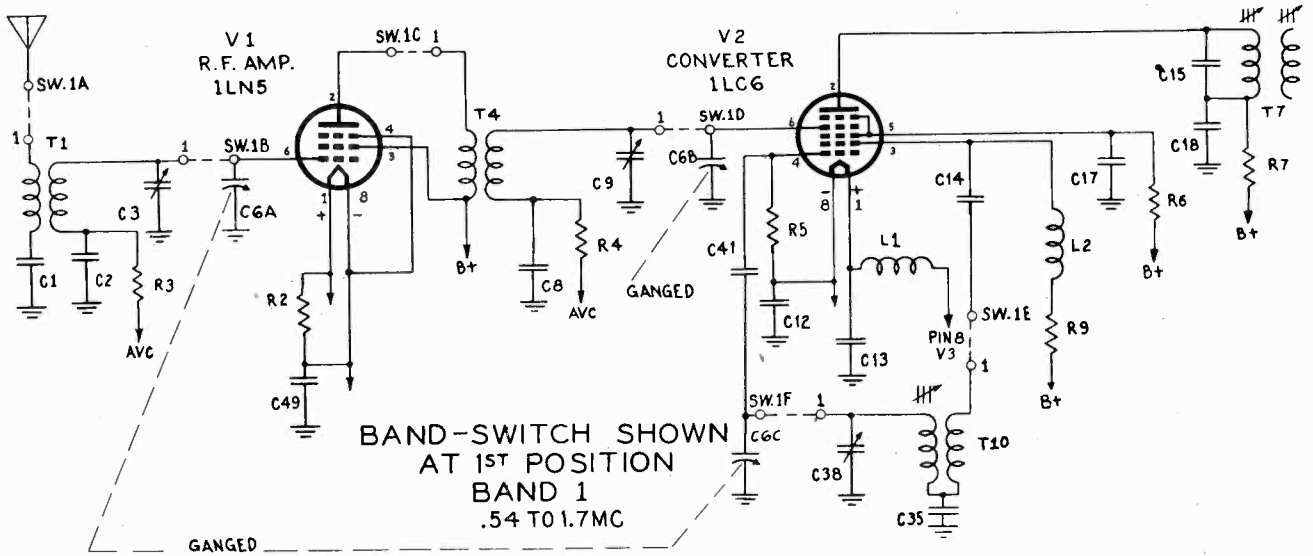 V1
R.F. AMP.
1LN5
V2
CONVERTER
1LC6
SW.1A
1
T1
C1
C2
R3
AVC
C3
1
SW.1B
C6A
6
2
4
3
1
8
+
-
R2
C49
SW.1C
1
T4
B+
C8
R4
AVC
C9
1
SW.1D
C6B
GANGED
6
4
2
5
3
-
8
+
1
C41
R5
C12
C13
L1
PIN 8
V3
C14
SW.1E
1
L2
R9
B+
C17
R6
B+
C15
C18
T7
R7
B+
SW.1F
1
C6C
C38
T10
C35
BAND-SWITCH SHOWN
AT 1ST POSITION
BAND 1
.54 TO 1.7MC
GANGED